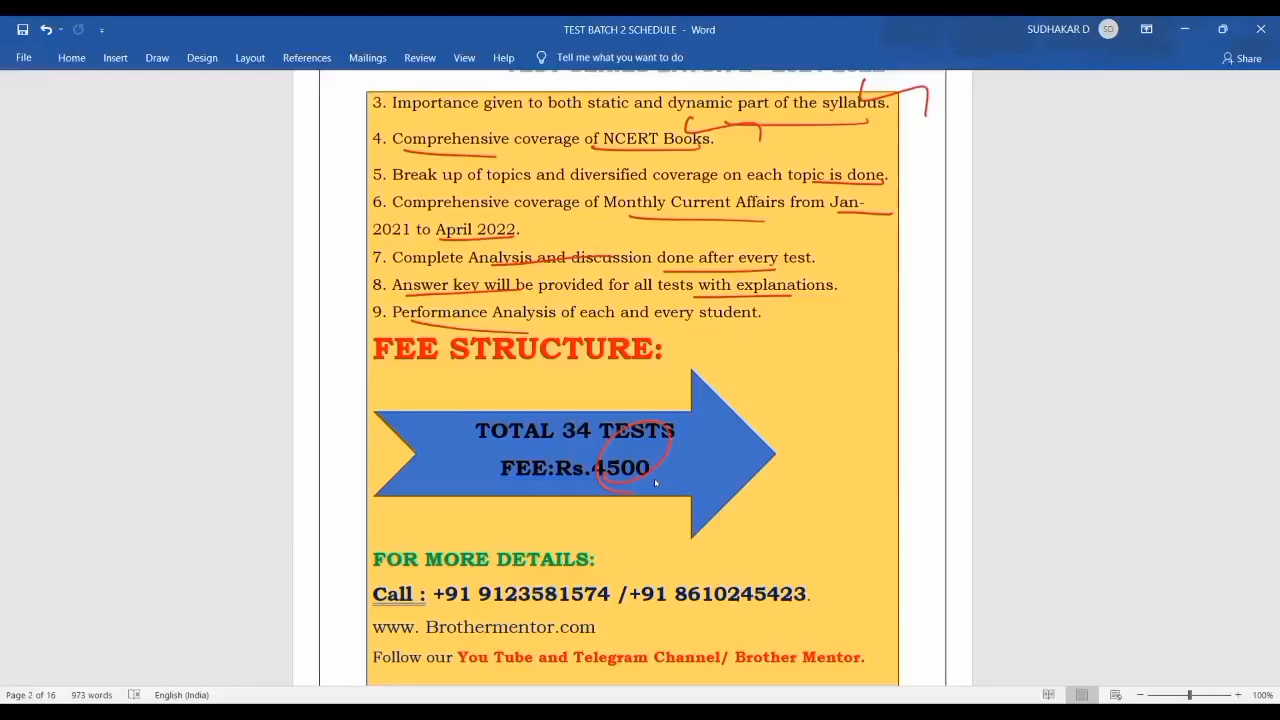 TEST BATCH 2 SCHEDULE - Word
SUDHAKAR D
SD
File Home Insert Draw Design Layout References Mailings Review View Help Tell me what you want to do Share
3. Importance given to both static and dynamic part of the syllabus.
4. Comprehensive coverage of NCERT Books.
5. Break up of topics and diversified coverage on each topic is done.
6. Comprehensive coverage of Monthly Current Affairs from Jan-
2021 to April 2022.
7. Complete Analysis and discussion done after every test.
8. Answer key will be provided for all tests with explanations.
9. Performance Analysis of each and every student.
FEE STRUCTURE:
TOTAL 34 TESTS
FEE:Rs.4500
FOR MORE DETAILS:
Call : +91 9123581574 /+91 8610245423.
www. Brothermentor.com
Follow our You Tube and Telegram Channel/ Brother Mentor.
Page 2 of 16 973 words English (India) 100%